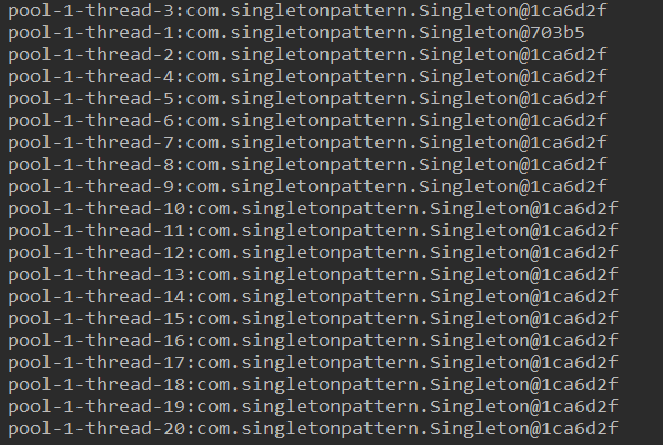 pool-1-thread-3:com.singletonpattern.Singleton@1ca6d2f
pool-1-thread-1:com.singletonpattern.Singleton@703b5
pool-1-thread-2:com.singletonpattern.Singleton@1ca6d2f
pool-1-thread-4:com.singletonpattern.Singleton@1ca6d2f
pool-1-thread-5:com.singletonpattern.Singleton@1ca6d2f
pool-1-thread-6:com.singletonpattern.Singleton@1ca6d2f
pool-1-thread-7:com.singletonpattern.Singleton@1ca6d2f
pool-1-thread-8:com.singletonpattern.Singleton@1ca6d2f
pool-1-thread-9:com.singletonpattern.Singleton@1ca6d2f
pool-1-thread-10:com.singletonpattern.Singleton@1ca6d2f
pool-1-thread-11:com.singletonpattern.Singleton@1ca6d2f
pool-1-thread-12:com.singletonpattern.Singleton@1ca6d2f
pool-1-thread-13:com.singletonpattern.Singleton@1ca6d2f
pool-1-thread-14:com.singletonpattern.Singleton@1ca6d2f
pool-1-thread-15:com.singletonpattern.Singleton@1ca6d2f
pool-1-thread-16:com.singletonpattern.Singleton@1ca6d2f
pool-1-thread-17:com.singletonpattern.Singleton@1ca6d2f
pool-1-thread-18:com.singletonpattern.Singleton@1ca6d2f
pool-1-thread-19:com.singletonpattern.Singleton@1ca6d2f
pool-1-thread-20:com.singletonpattern.Singleton@1ca6d2f